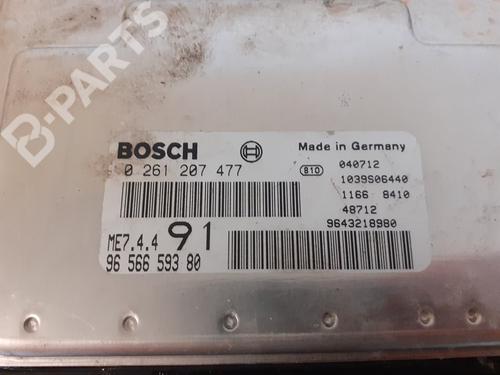 B-PARTS
BOSCH
Made in Germany
0 261 207 477
B10
040712
1039S06440
1166 8410
48712
9643218980
ME7.4.4 91
96 566 593 80